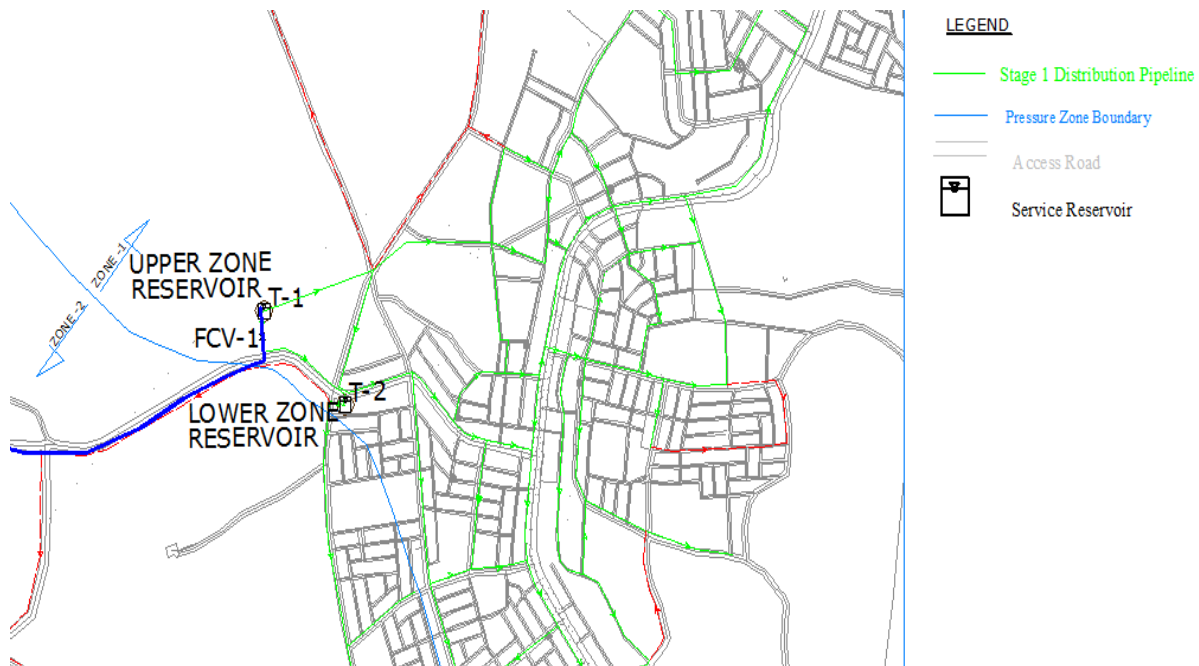 LEGEND
Stage 1 Distribution Pipeline
Pressure Zone Boundary
Access Road
Service Reservoir
ZONE -1
ZONE -2
UPPER ZONE
RESERVOIR
T-1
FCV-1
T-2
LOWER ZONE
RESERVOIR